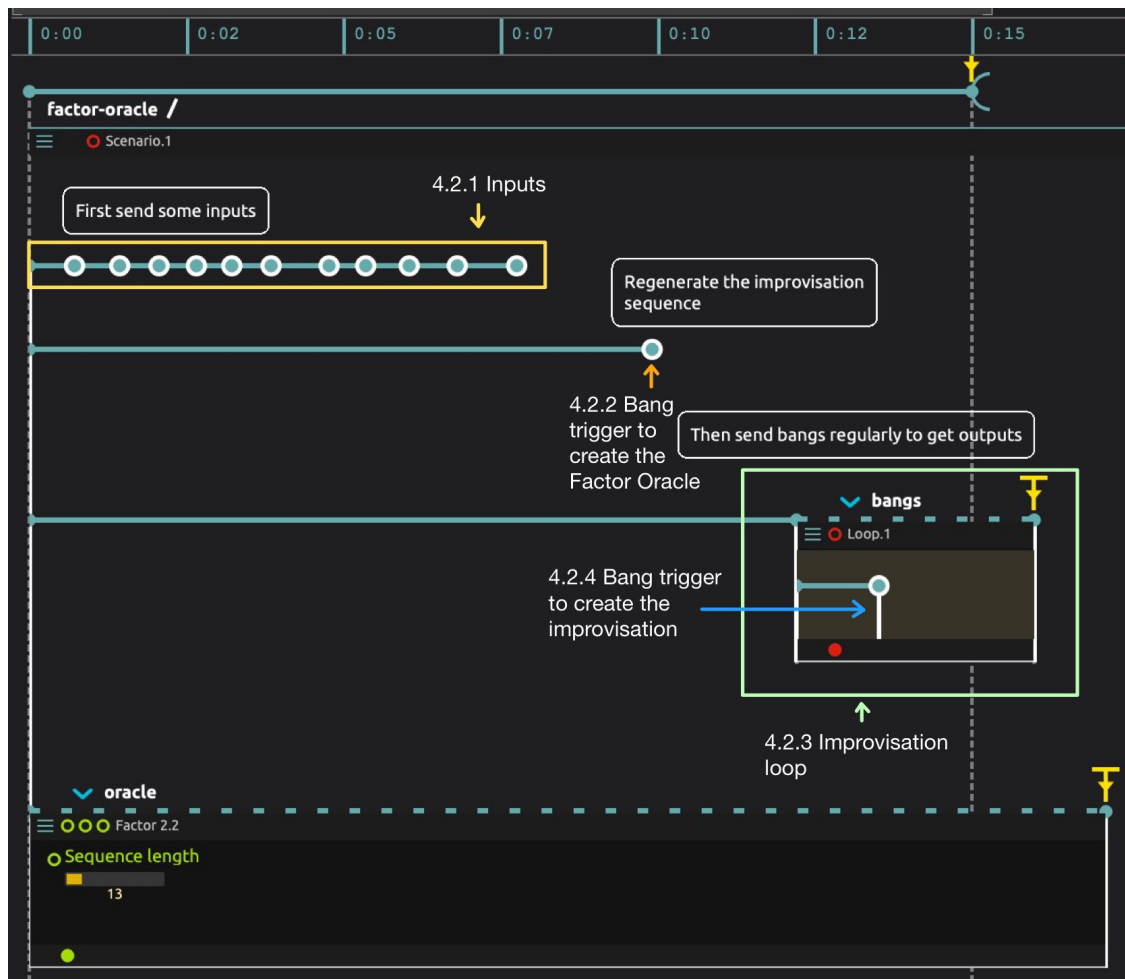 0:00 0:02 0:05 0:07 0:10 0:12 0:15
factor-oracle /
Scenario.1
4.2.1 Inputs
First send some inputs
Regenerate the improvisation
sequence
4.2.2 Bang
trigger to
create the
Factor Oracle
Then send bangs regularly to get outputs
bangs
Loop.1
4.2.4 Bang trigger
to create the
improvisation
4.2.3 Improvisation
loop
oracle
Factor 2.2
Sequence length
13